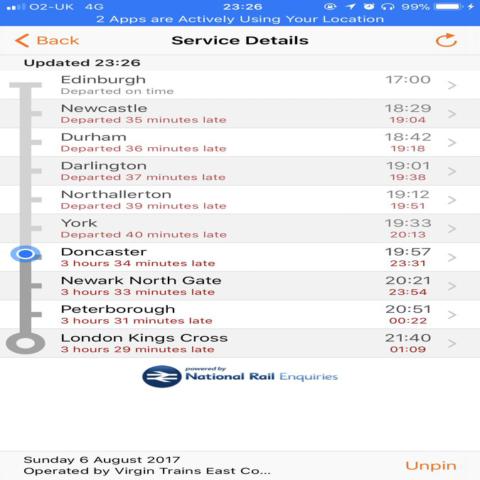 O2-UK 4G 23:26 99%
2 Apps are Actively Using Your Location
Back Service Details
Updated 23:26
Edinburgh 17:00
Departed on time
Newcastle 18:29
Departed 35 minutes late 19:04
Durham 18:42
Departed 36 minutes late 19:18
Darlington 19:01
Departed 37 minutes late 19:38
Northallerton 19:12
Departed 39 minutes late 19:51
York 19:33
Departed 40 minutes late 20:13
Doncaster 19:57
3 hours 34 minutes late 23:31
Newark North Gate 20:21
3 hours 33 minutes late 23:54
Peterborough 20:51
3 hours 31 minutes late 00:22
London Kings Cross 21:40
3 hours 29 minutes late 01:09
powered by
National Rail Enquiries
Sunday 6 August 2017
Operated by Virgin Trains East Co...
Unpin